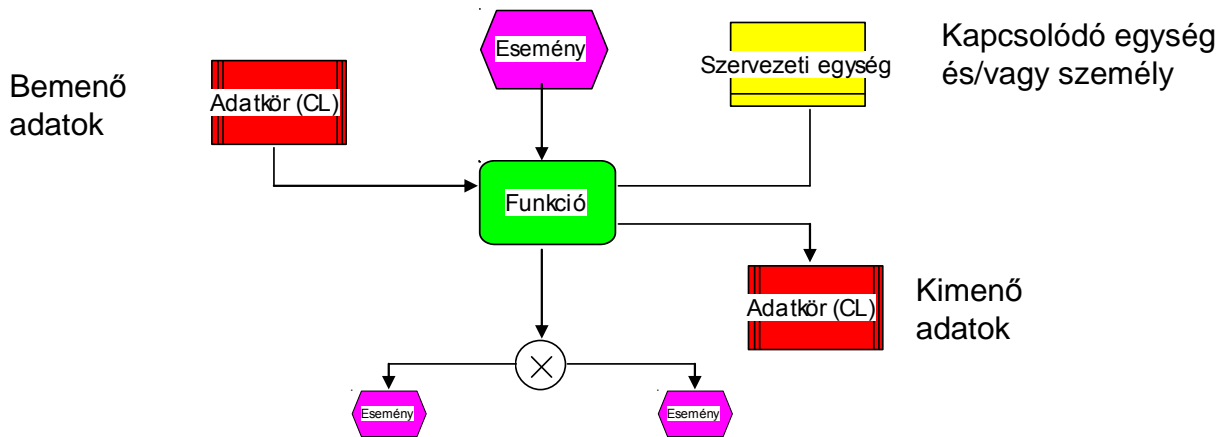 Esemény
Szervezeti egység
Kapcsolódó egység
és/vagy személy
Bemenő
adatok
Adatkör (CL)
Funkció
Adatkör (CL)
Kimenő
adatok
Esemény
Esemény